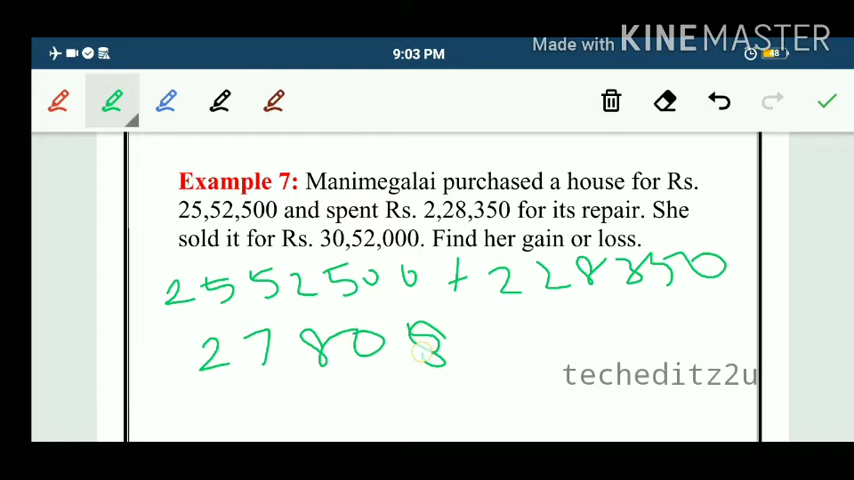 Made with KINEMASTER
9:03 PM
48
Example 7: Manimegalai purchased a house for Rs.
25,52,500 and spent Rs. 2,28,350 for its repair. She
sold it for Rs. 30,52,000. Find her gain or loss.
2552500 + 228350
27808
techeditz2u